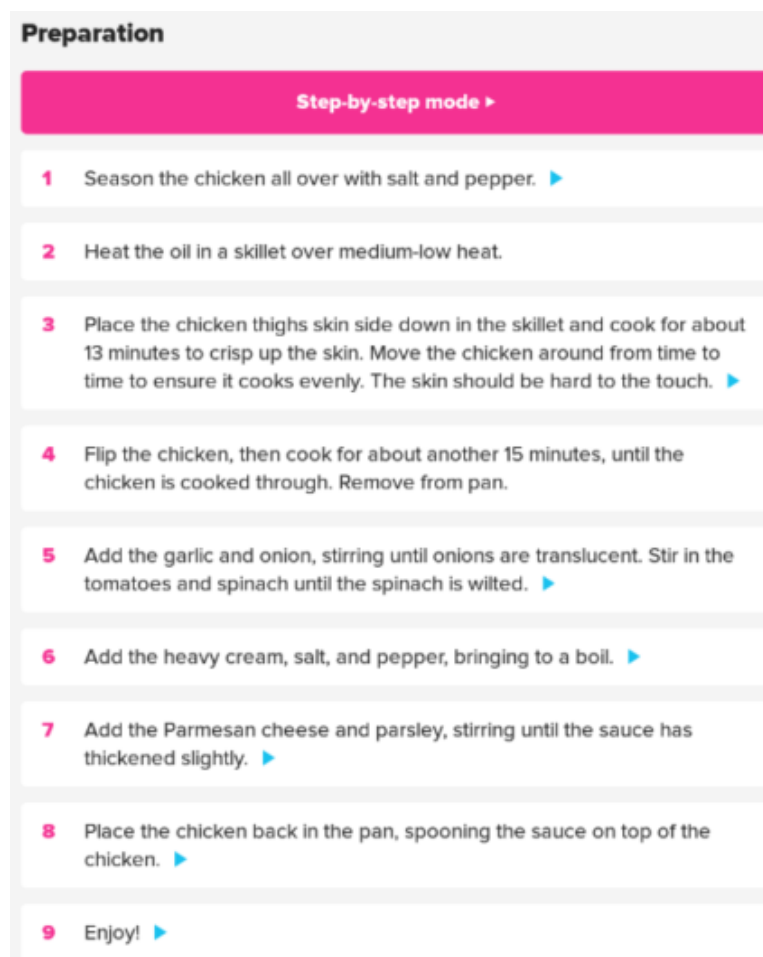 Preparation
Step-by-step mode ▸
1 Season the chicken all over with salt and pepper. ▶
2 Heat the oil in a skillet over medium-low heat.
3 Place the chicken thighs skin side down in the skillet and cook for about
13 minutes to crisp up the skin. Move the chicken around from time to
time to ensure it cooks evenly. The skin should be hard to the touch. ▶
4 Flip the chicken, then cook for about another 15 minutes, until the
chicken is cooked through. Remove from pan.
5 Add the garlic and onion, stirring until onions are translucent. Stir in the
tomatoes and spinach until the spinach is wilted. ▶
6 Add the heavy cream, salt, and pepper, bringing to a boil. ▶
7 Add the Parmesan cheese and parsley, stirring until the sauce has
thickened slightly. ▶
8 Place the chicken back in the pan, spooning the sauce on top of the
chicken. ▶
9 Enjoy! ▶